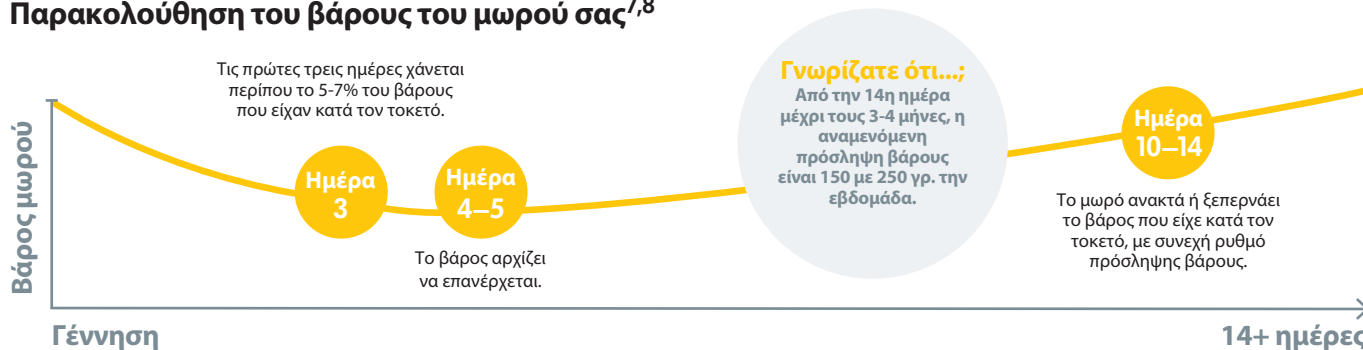 Παρακολούθηση του βάρους του μωρού σας7,8
Τις πρώτες τρεις ημέρες χάνεται
περίπου το 5-7% του βάρους
που είχαν κατά τον τοκετό.
Γνωρίζατε ότι...;
Από την 14η ημέρα
μέχρι τους 3-4 μήνες, η
αναμενόμενη
πρόσληψη βάρους
είναι 150 με 250 γρ. την
εβδομάδα.
Βάρος μωρού
Ημέρα
3
Ημέρα
4–5
Το βάρος αρχίζει
να επανέρχεται.
Ημέρα
10–14
Το μωρό ανακτά ή ξεπερνάει
το βάρος που είχε κατά τον
τοκετό, με συνεχή ρυθμό
πρόσληψης βάρους.
Γέννηση
14+ ημέρες